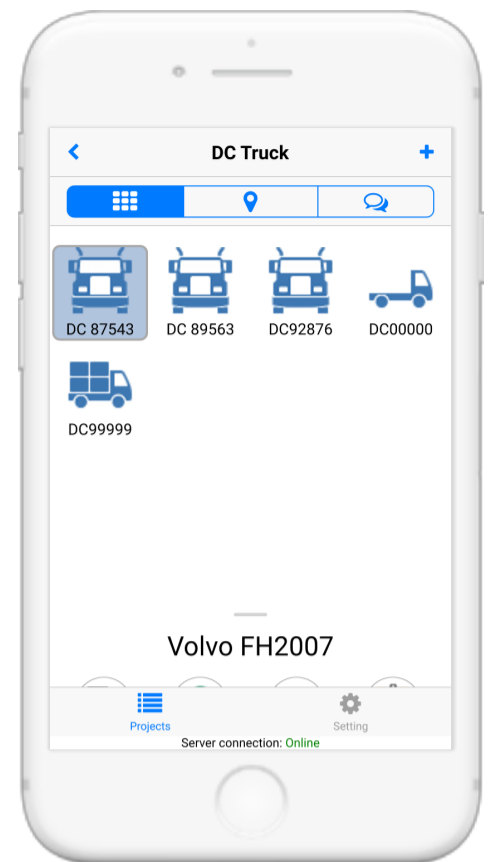 DC Truck
DC 87543 DC 89563 DC92876 DC00000
DC99999
Volvo FH2007
Projects Setting
Server connection: Online